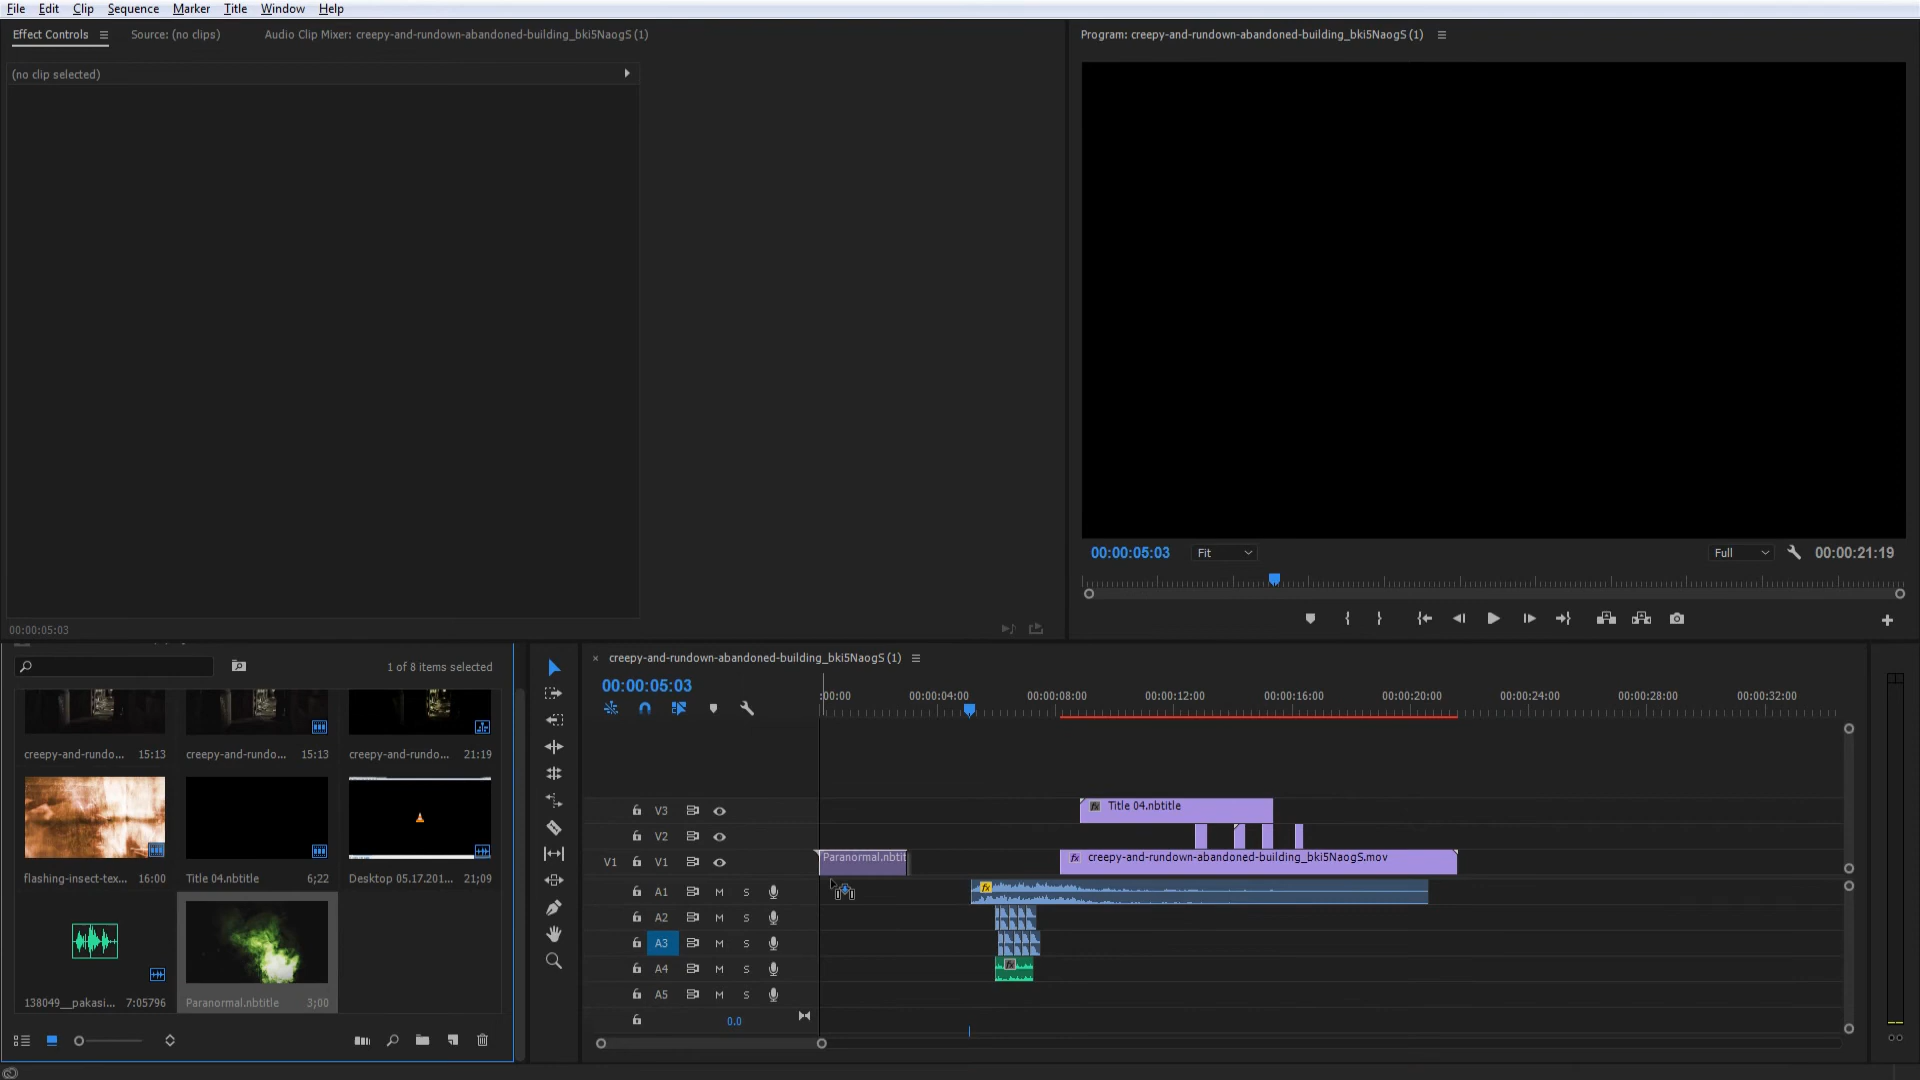 File Edit Clip Sequence Marker Title Window Help
Effect Controls Source: (no clips) Audio Clip Mixer: creepy-and-rundown-abandoned-building_bki5NaogS (1)
Program: creepy-and-rundown-abandoned-building_bki5NaogS (1)
(no clip selected)
00:00:05:03 Fit Full 00:00:21:19
00:00:05:03
1 of 8 items selected
creepy-and-rundown-abandoned-building_bki5NaogS (1)
00:00:05:03
:00:00 00:00:04:00 00:00:08:00 00:00:12:00 00:00:16:00 00:00:20:00 00:00:24:00 00:00:28:00 00:00:32:00
creepy-and-rundo... 15:13 creepy-and-rundo... 15:13 creepy-and-rundo... 21:19
V3 Title 04.nbtitle
V2
V1 V1 Paranormal.nbtit fx creepy-and-rundown-abandoned-building_bki5NaogS.mov
flashing-insect-tex... 16:00 Title 04.nbtitle 6;22 Desktop 05.17.201... 21;09
A1 M S fx
A2 M S
A3 M S
A4 M S
A5 M S
138049__pakasi... 7:05796 Paranormal.nbtitle 3;00
0.0